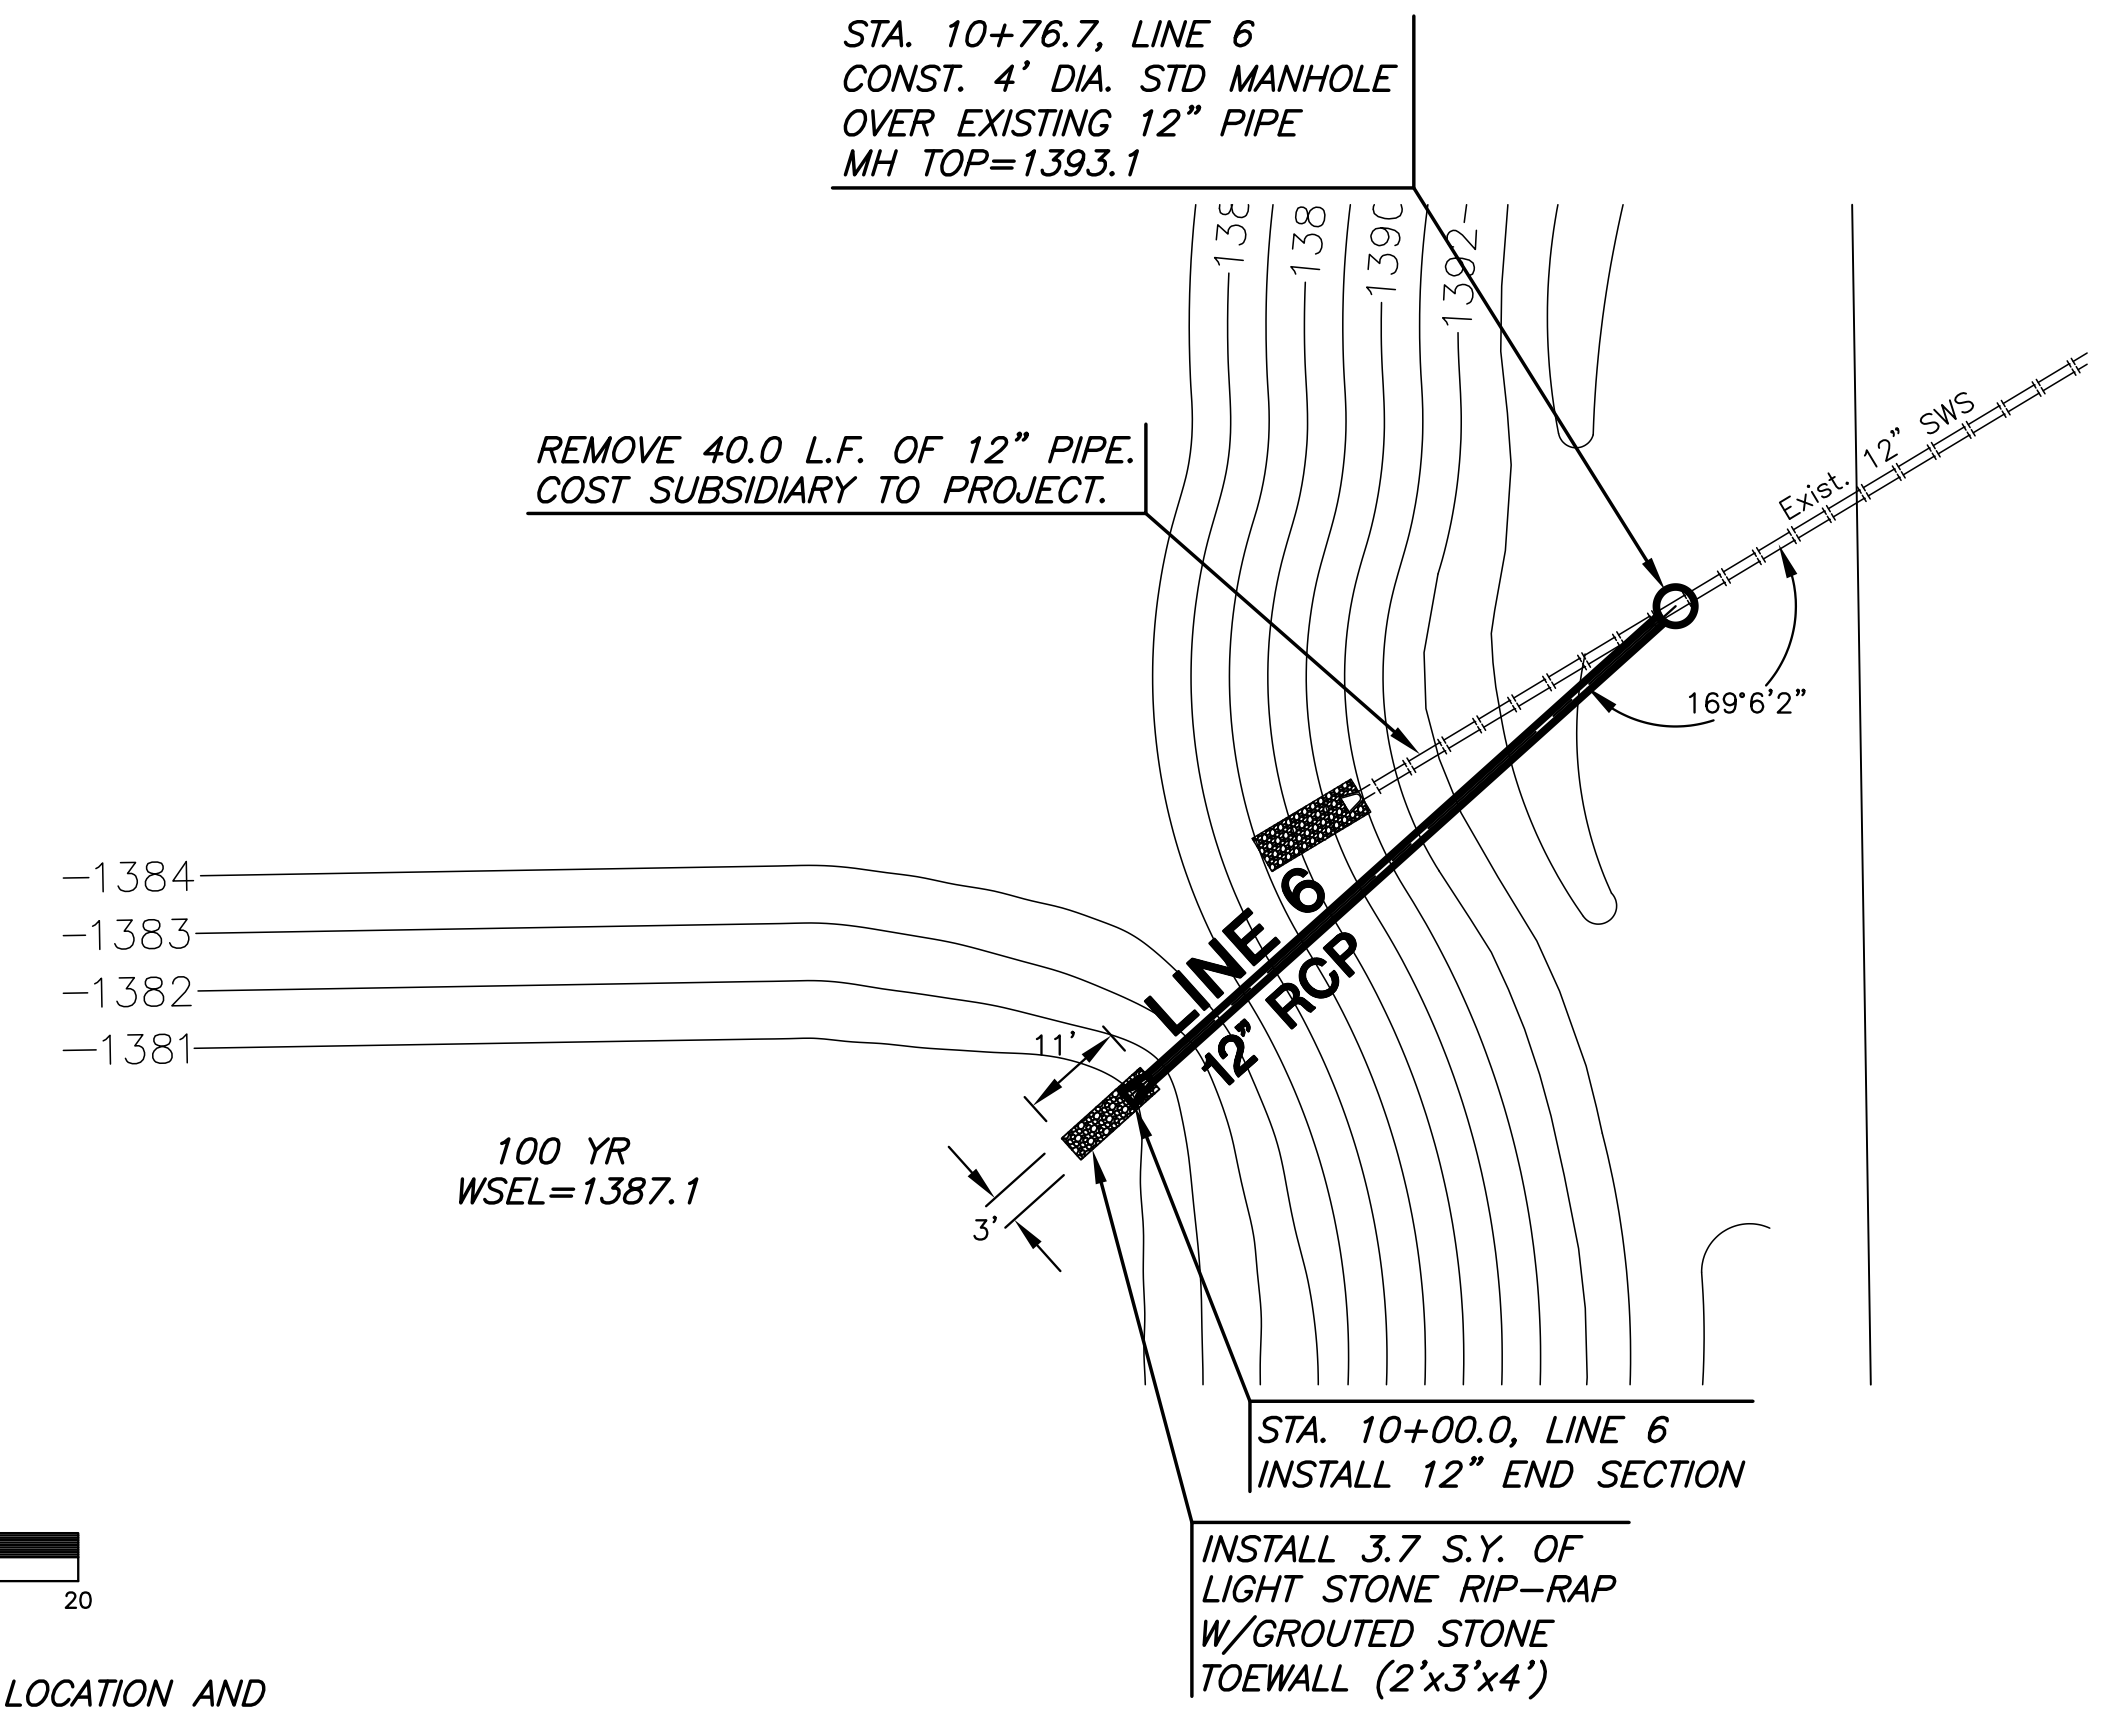 STA. 10+76.7, LINE 6
CONST. 4' DIA. STD MANHOLE
OVER EXISTING 12" PIPE
MH TOP=1393.1
1392-
REMOVE 40.0 L.F. OF 12" PIPE.
COST SUBSIDIARY TO PROJECT.
Exist. 12" SWS
169°6'2"
-1384
-1383
-1382
-1381
LINE 6
12" RCP
11'
3'
100 YR
WSEL=1387.1
STA. 10+00.0, LINE 6
INSTALL 12" END SECTION
INSTALL 3.7 S.Y. OF
LIGHT STONE RIP-RAP
W/GROUTED STONE
TOEWALL (2'x3'x4')
20
LOCATION AND